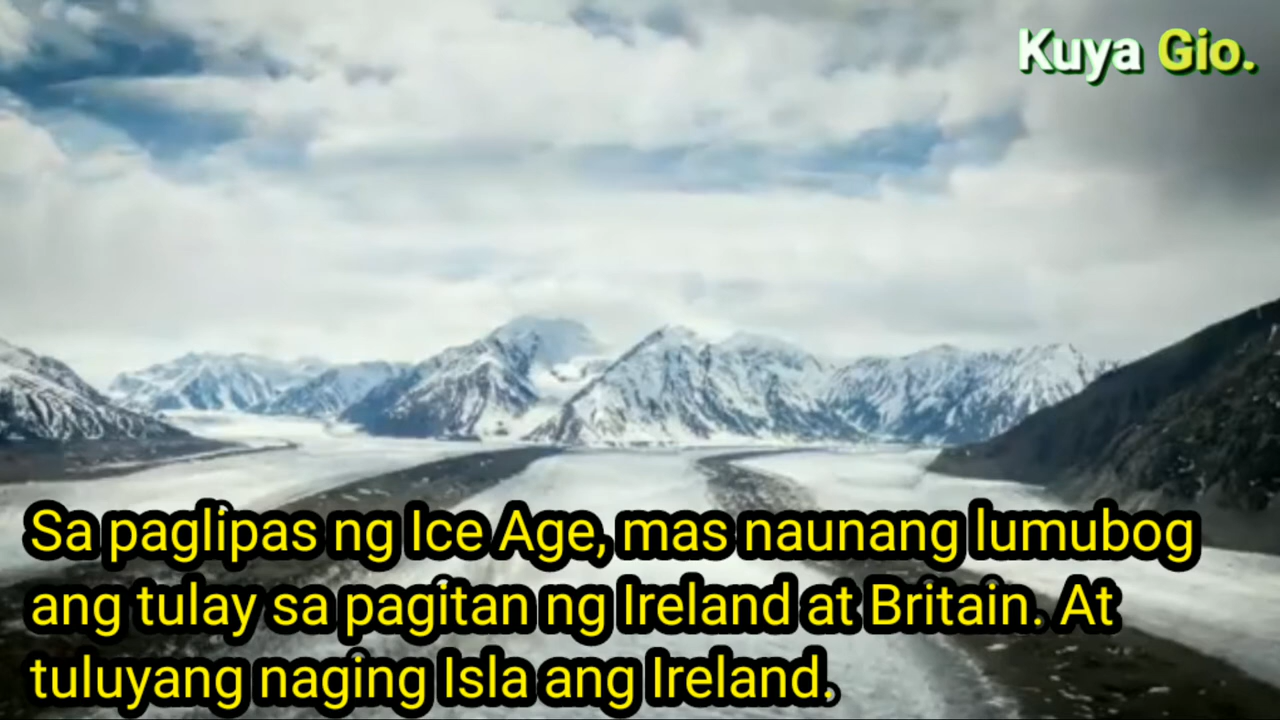 Kuya Gio.
Sa paglipas ng Ice Age, mas naunang lumubog
ang tulay sa pagitan ng Ireland at Britain. At
tuluyang naging Isla ang Ireland.